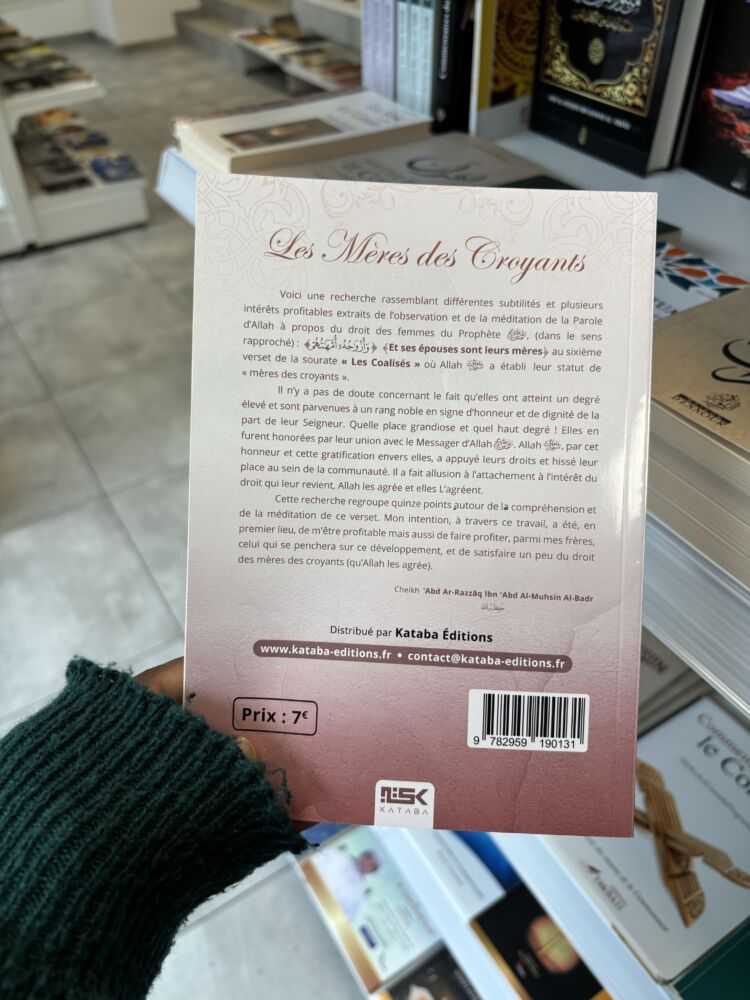 Les Mères des Croyants
Voici une recherche rassemblant différentes subtilités et plusieurs
intérêts profitables extraits de l'observation et de la méditation de la Parole
d'Allah à propos du droit des femmes du Prophète ﷺ, (dans le sens
rapproché) : ﴿وَأَزْوَاجُهُ أُمَّهَاتُهُمْ﴾ ﴾Et ses épouses sont leurs mères﴿ au sixième
verset de la sourate « Les Coalisés » où Allah a établi leur statut de
« mères des croyants ».
Il n'y a pas de doute concernant le fait qu'elles ont atteint un degré
élevé et sont parvenues à un rang noble en signe d'honneur et de dignité de la
part de leur Seigneur. Quelle place grandiose et quel haut degré ! Elles en
furent honorées par leur union avec le Messager d'Allah ﷺ. Allah, par cet
honneur et cette gratification envers elles, a appuyé leurs droits et hissé leur
place au sein de la communauté. Il a fait allusion à l'attachement à l'intérêt du
droit qui leur revient, Allah les agrée et elles L'agréent.
Cette recherche regroupe quinze points autour de la compréhension et
de la méditation de ce verset. Mon intention, à travers ce travail, a été, en
premier lieu, de m'être profitable mais aussi de faire profiter, parmi mes frères,
celui qui se penchera sur ce développement, et de satisfaire un peu du droit
des mères des croyants (qu'Allah les agrée).
Cheikh 'Abd Ar-Razzâq Ibn 'Abd Al-Muhsin Al-Badr
حفظه الله
Distribué par Kataba Éditions
www.kataba-editions.fr • contact@kataba-editions.fr
Prix : 7€
9 782959 190131
KATABA